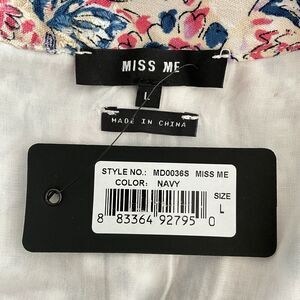 MISS ME
L
MADE IN CHINA
STYLE NO.: MD0036S MISS ME
COLOR: NAVY
SIZE
L
8 83364 92795 0